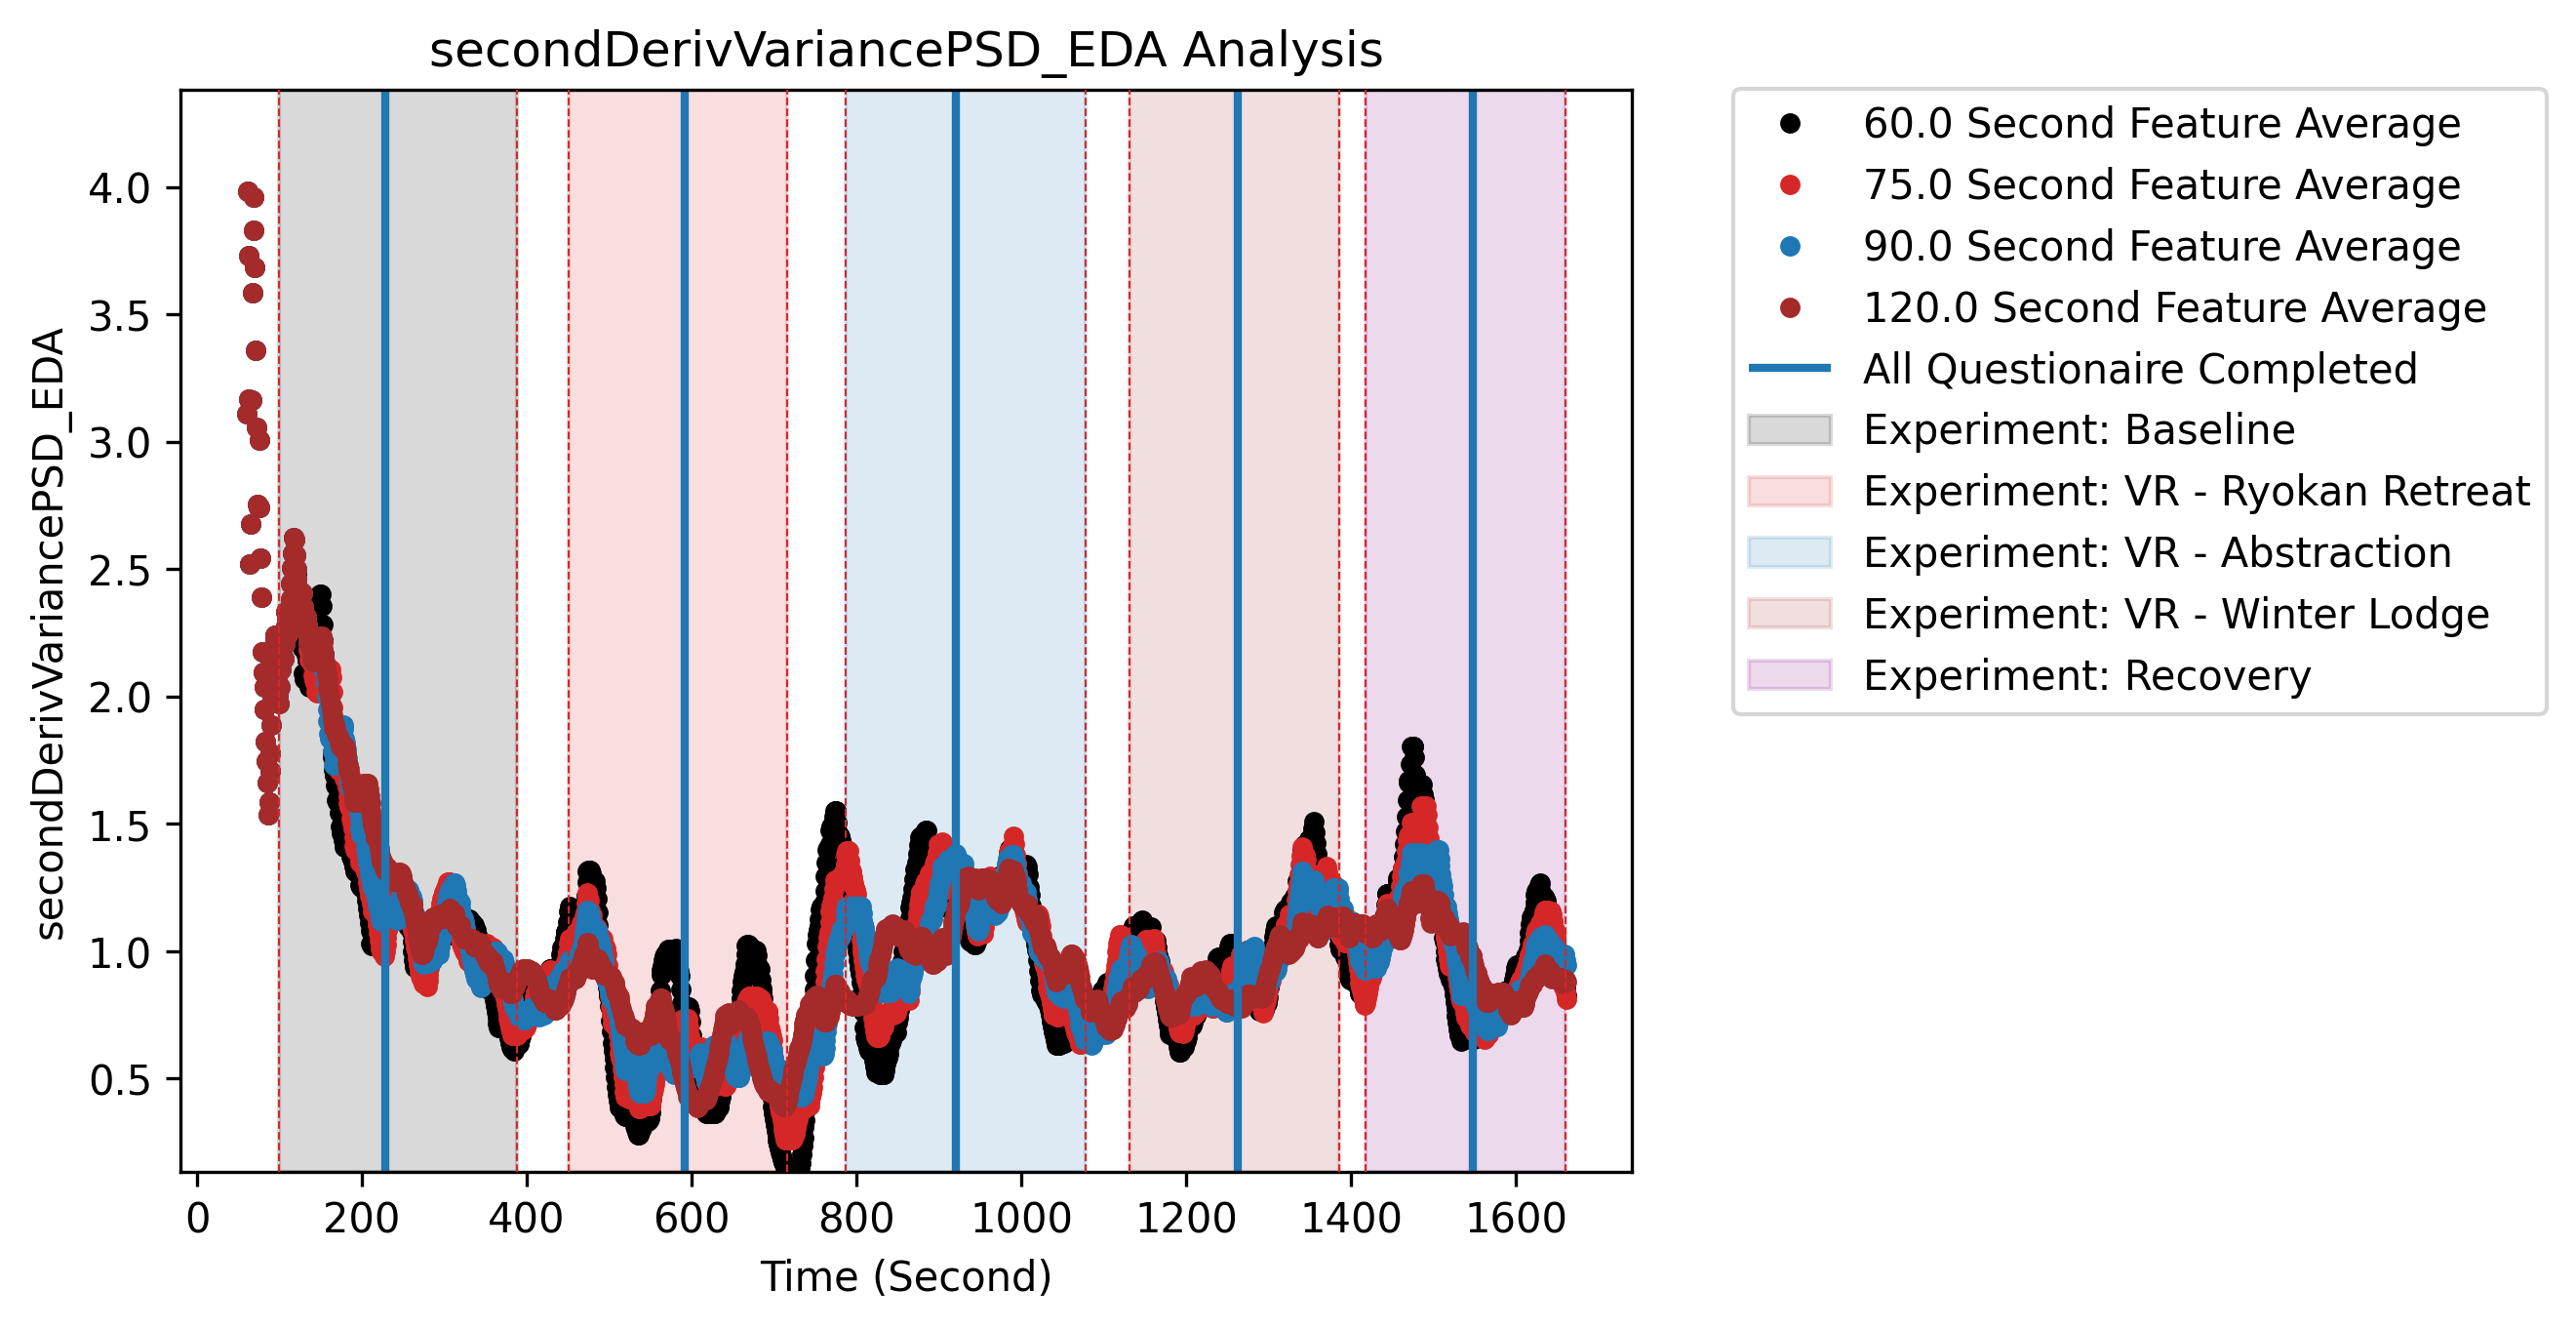 secondDerivVariancePSD_EDA Analysis
secondDerivVariancePSD_EDA
4.0
3.5
3.0
2.5
2.0
1.5
1.0
0.5
0 200 400 600 800 1000 1200 1400 1600
Time (Second)
60.0 Second Feature Average
75.0 Second Feature Average
90.0 Second Feature Average
120.0 Second Feature Average
All Questionaire Completed
Experiment: Baseline
Experiment: VR - Ryokan Retreat
Experiment: VR - Abstraction
Experiment: VR - Winter Lodge
Experiment: Recovery